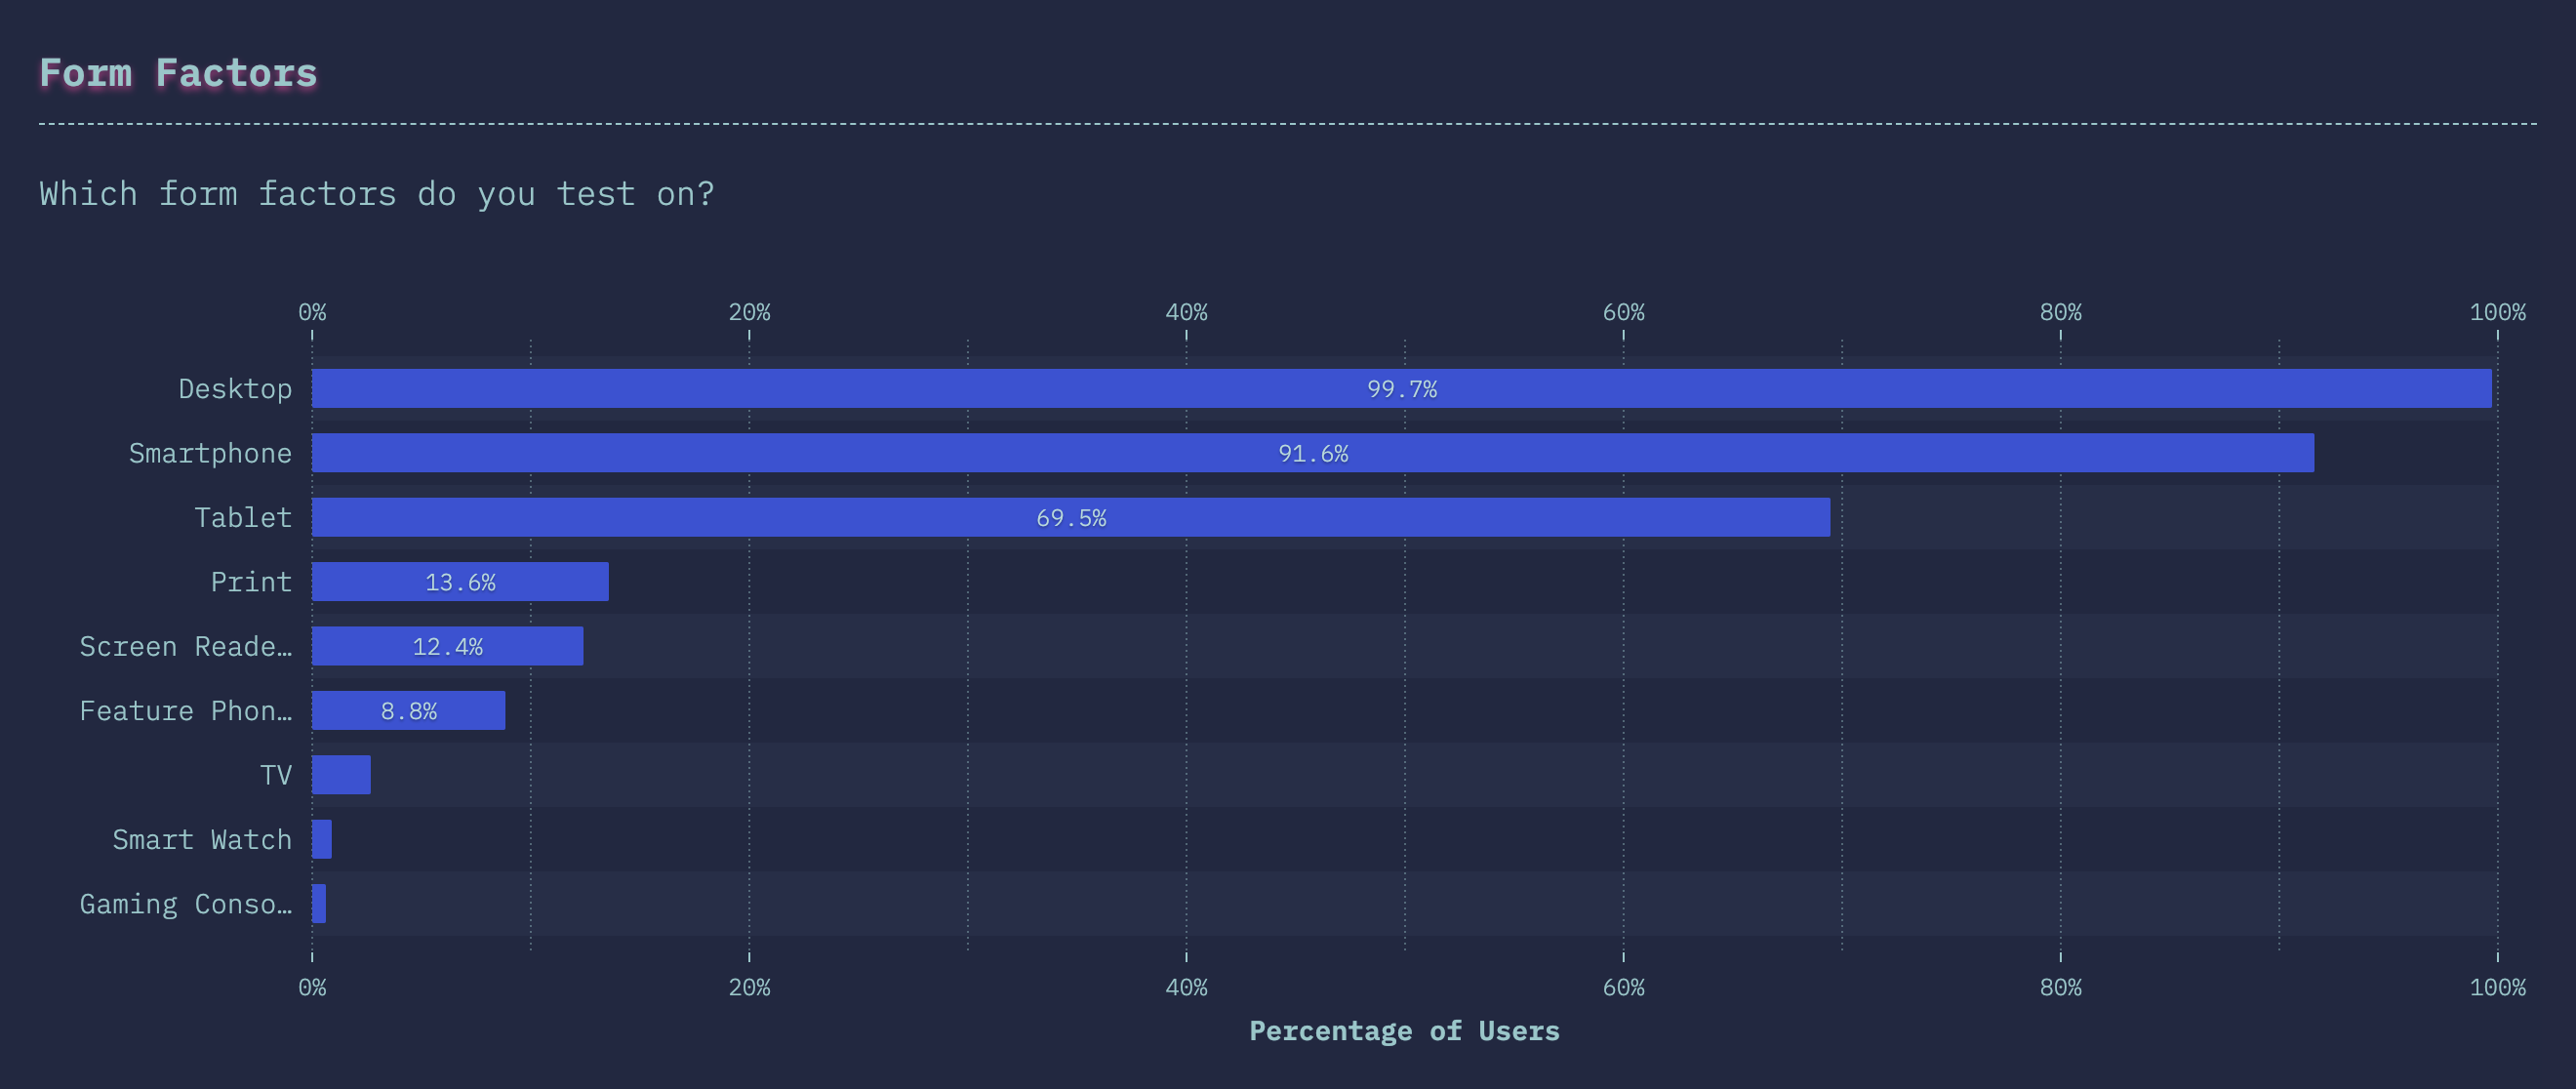 Form Factors
Which form factors do you test on?
0% 20% 40% 60% 80% 100%
Desktop 99.7%
Smartphone 91.6%
Tablet 69.5%
Print 13.6%
Screen Reade… 12.4%
Feature Phon… 8.8%
TV
Smart Watch
Gaming Conso…
0% 20% 40% 60% 80% 100%
Percentage of Users